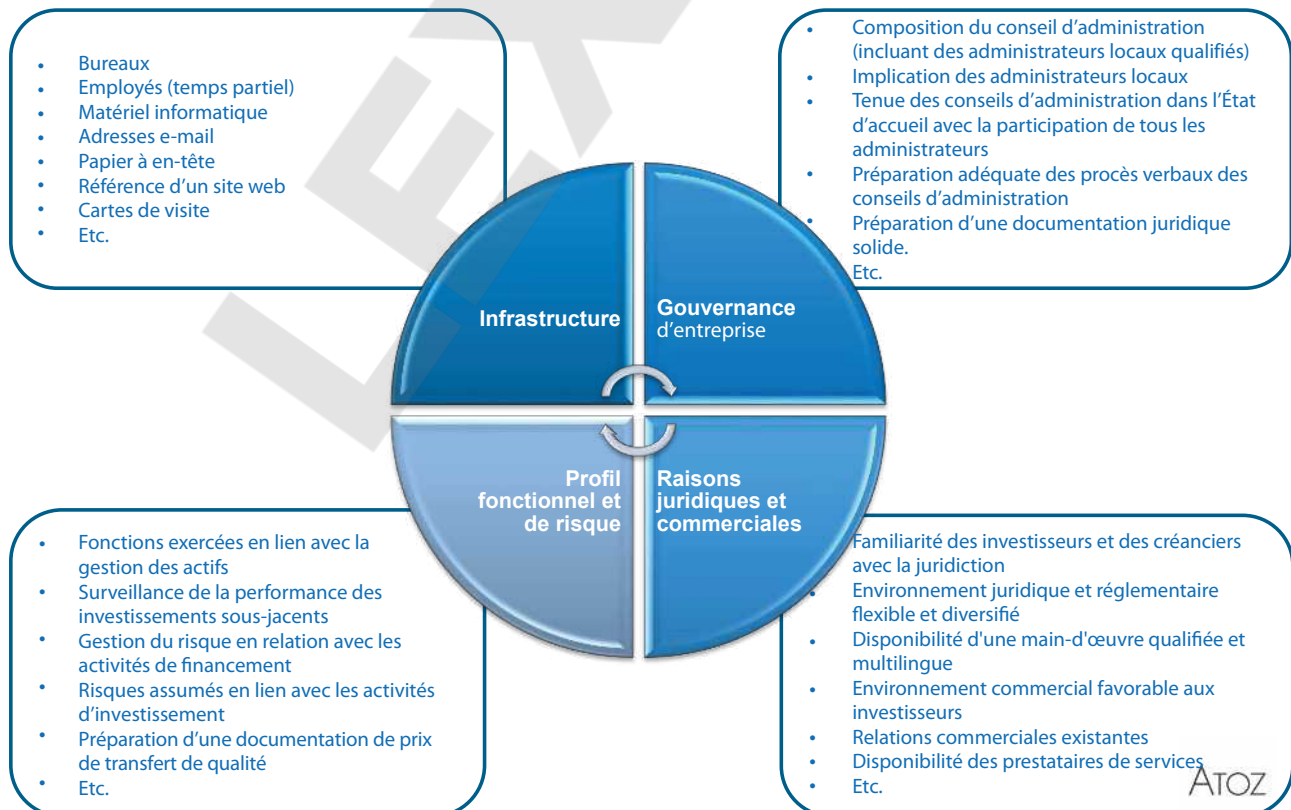 • Bureaux
• Employés (temps partiel)
• Matériel informatique
• Adresses e-mail
• Papier à en-tête
• Référence d'un site web
• Cartes de visite
• Etc.
• Composition du conseil d'administration
(incluant des administrateurs locaux qualifiés)
• Implication des administrateurs locaux
• Tenue des conseils d'administration dans l'État
d'accueil avec la participation de tous les
administrateurs
• Préparation adéquate des procès verbaux des
conseils d'administration
• Préparation d'une documentation juridique
solide.
Etc.
Infrastructure
Gouvernance
d'entreprise
Profil
fonctionnel et
de risque
Raisons
juridiques et
commerciales
• Fonctions exercées en lien avec la
gestion des actifs
• Surveillance de la performance des
investissements sous-jacents
• Gestion du risque en relation avec les
activités de financement
• Risques assumés en lien avec les activités
d'investissement
• Préparation d'une documentation de prix
de transfert de qualité
• Etc.
Familiarité des investisseurs et des créanciers
avec la juridiction
• Environnement juridique et réglementaire
flexible et diversifié
• Disponibilité d'une main-d'œuvre qualifiée et
multilingue
• Environnement commercial favorable aux
investisseurs
• Relations commerciales existantes
• Disponibilité des prestataires de services
• Etc.
ATOZ